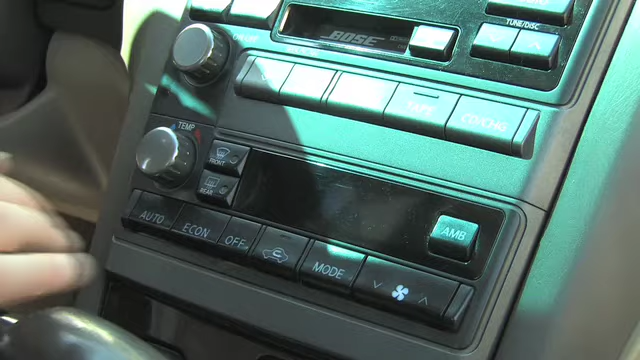 BOSE
TUNE/DISC
TAPE
CD/CHG
TEMP
FRONT
REAR
AMB
AUTO
ECON
OFF
MODE